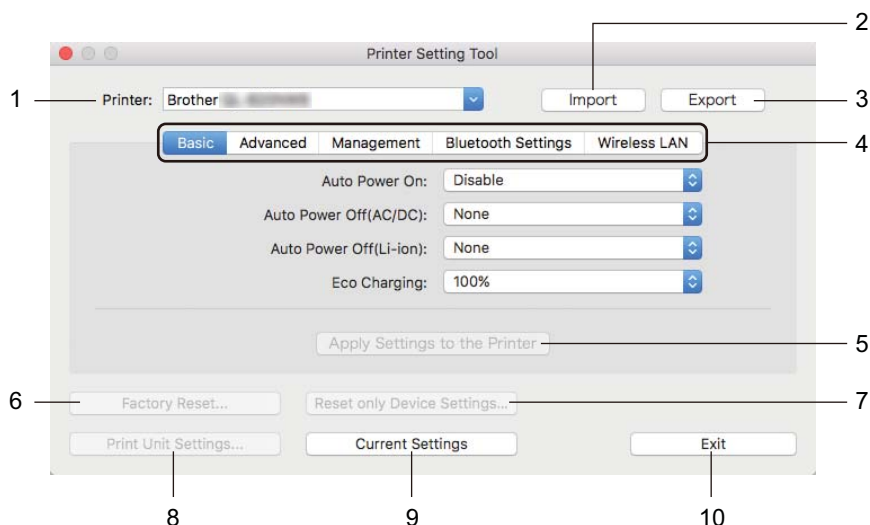 2
Printer Setting Tool
1 Printer: Brother Import Export 3
Basic Advanced Management Bluetooth Settings Wireless LAN 4
Auto Power On: Disable
Auto Power Off(AC/DC): None
Auto Power Off(Li-ion): None
Eco Charging: 100%
Apply Settings to the Printer 5
6 Factory Reset... Reset only Device Settings... 7
Print Unit Settings... Current Settings Exit
8 9 10